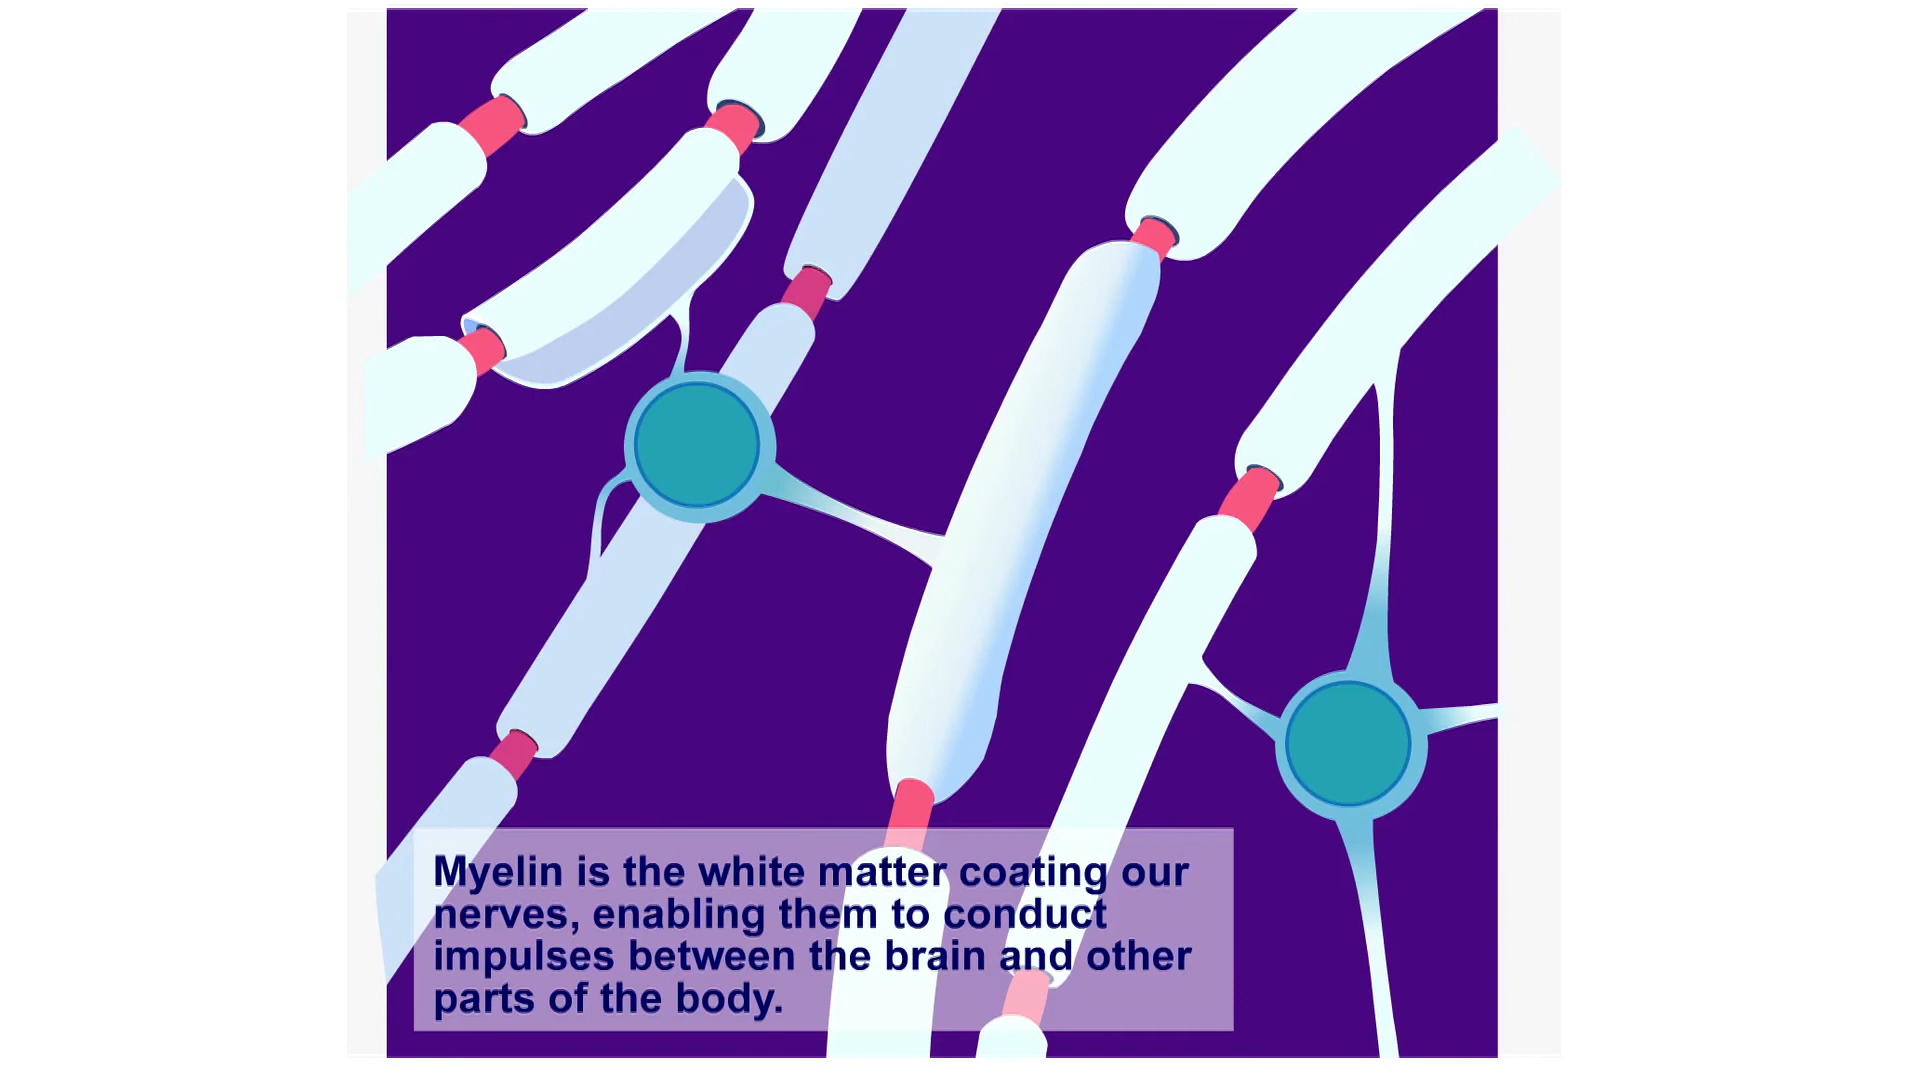 Myelin is the white matter coating our
nerves, enabling them to conduct
impulses between the brain and other
parts of the body.